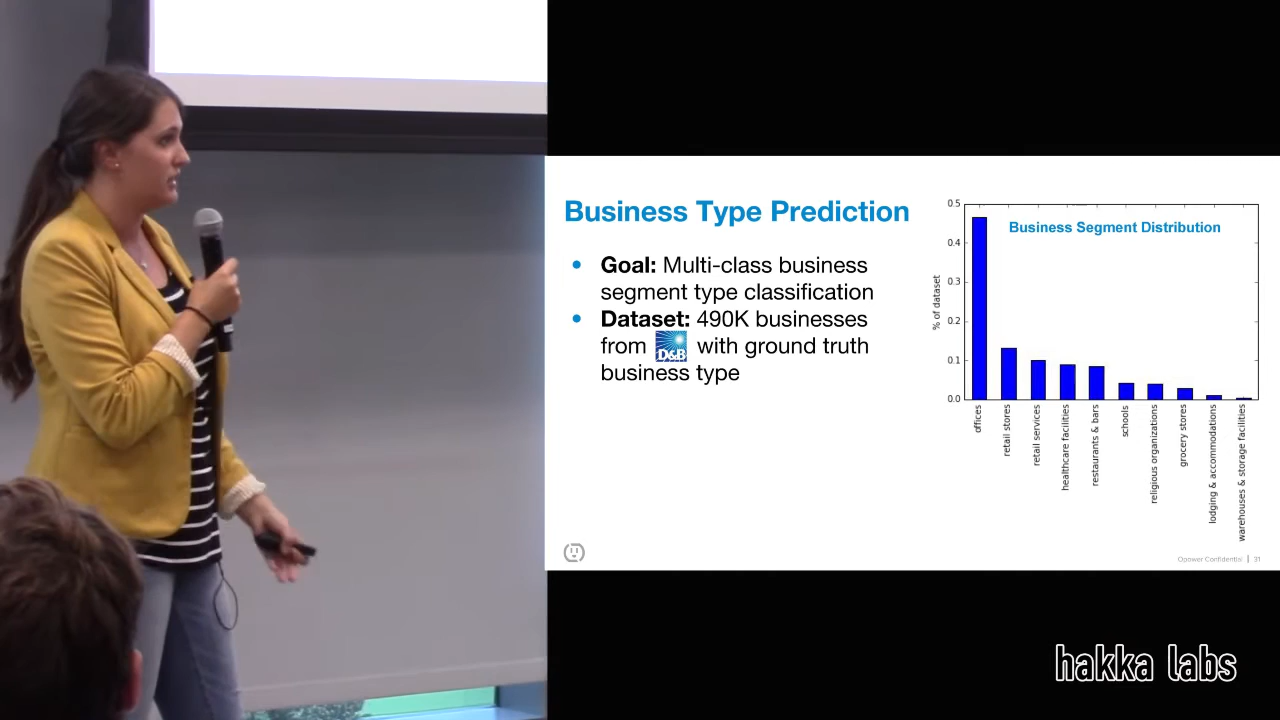 Business Type Prediction
• Goal: Multi-class business
segment type classification
• Dataset: 490K businesses
from D&B with ground truth
business type
Business Segment Distribution
% of dataset
0.5
0.4
0.3
0.2
0.1
0.0
offices
retail stores
retail services
healthcare facilities
restaurants & bars
schools
religious organizations
grocery stores
lodging & accommodations
warehouses & storage facilities
Opower Confidential | 31
hakka labs